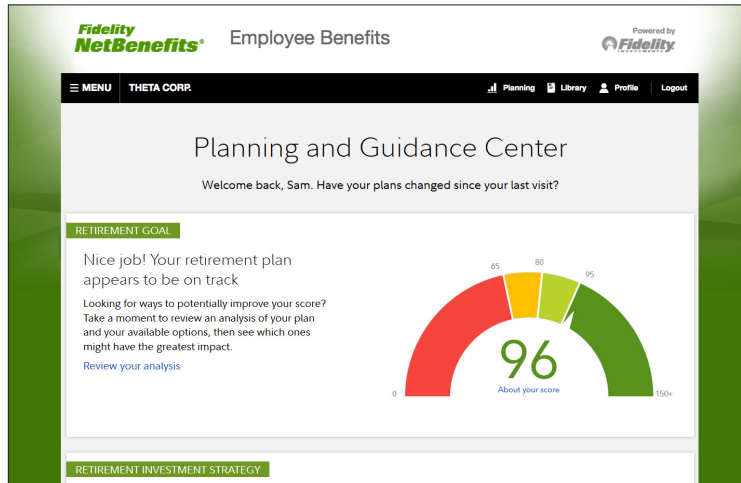 Fidelity
NetBenefits®
Employee Benefits
Powered by
Fidelity
INVESTMENTS
MENU
THETA CORP.
Planning
Library
Profile
Logout
Planning and Guidance Center
Welcome back, Sam. Have your plans changed since your last visit?
RETIREMENT GOAL
Nice job! Your retirement plan
appears to be on track
Looking for ways to potentially improve your score?
Take a moment to review an analysis of your plan
and your available options, then see which ones
might have the greatest impact.
Review your analysis
0
65
80
95
150+
96
About your score
RETIREMENT INVESTMENT STRATEGY